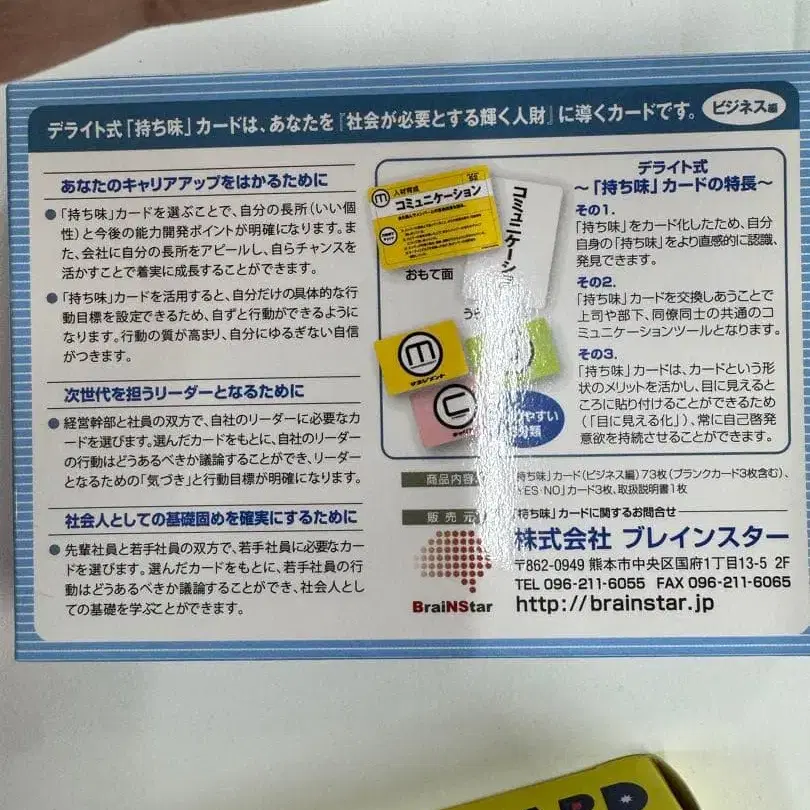 デライト式「持ち味」カードは、あなたを『社会が必要とする輝く人財』に導くカードです。
ビジネス編
あなたのキャリアアップをはかるために
●「持ち味」カードを選ぶことで、自分の長所（いい個
性）と今後の能力開発ポイントが明確になります。ま
た、会社に自分の長所をアピールし、自らチャンスを
活かすことで着実に成長することができます。
●「持ち味」カードを活用すると、自分だけの具体的な行
動目標を設定できるため、自ずと行動ができるように
なります。行動の質が高まり、自分にゆるぎない自信
がつきます。
次世代を担うリーダーとなるために
●経営幹部と社員の双方で、自社のリーダーに必要なカ
ードを選びます。選んだカードをもとに、自社のリーダー
の行動はどうあるべきか議論することができ、リーダー
となるための「気づき」と行動目標が明確になります。
社会人としての基礎固めを確実にするために
●先輩社員と若手社員の双方で、若手社員に必要なカー
ドを選びます。選んだカードをもとに、若手社員の行
動はどうあるべきか議論することができ、社会人とし
ての基礎を学ぶことができます。
M
人材育成
コミュニケーション
おもて面
コミュニケーシ
う
m
マネジメント
C
やすい
分類
デライト式
～「持ち味」カードの特長～
その1.
「持ち味」をカード化したため、自分
自身の「持ち味」をより直感的に認識、
発見できます。
その2.
「持ち味」カードを交換しあうことで
上司や部下、同僚同士の共通のコ
ミュニケーションツールとなります。
その3.
「持ち味」カードは、カードという形
状のメリットを活かし、目に見えると
ころに貼り付けることができるため
（「目に見える化」）、常に自己啓発
意欲を持続させることができます。
商品内容
持ち味」カード（ビジネス編）73枚（ブランクカード3枚含む）、
YES・NO」カード3枚、取扱説明書1枚
販売元
持ち味」カードに関するお問合せ
BraiNStar
株式会社 ブレインスター
〒862-0949 熊本市中央区国府1丁目13-5 2F
TEL 096-211-6055 FAX 096-211-6065
http://brainstar.jp